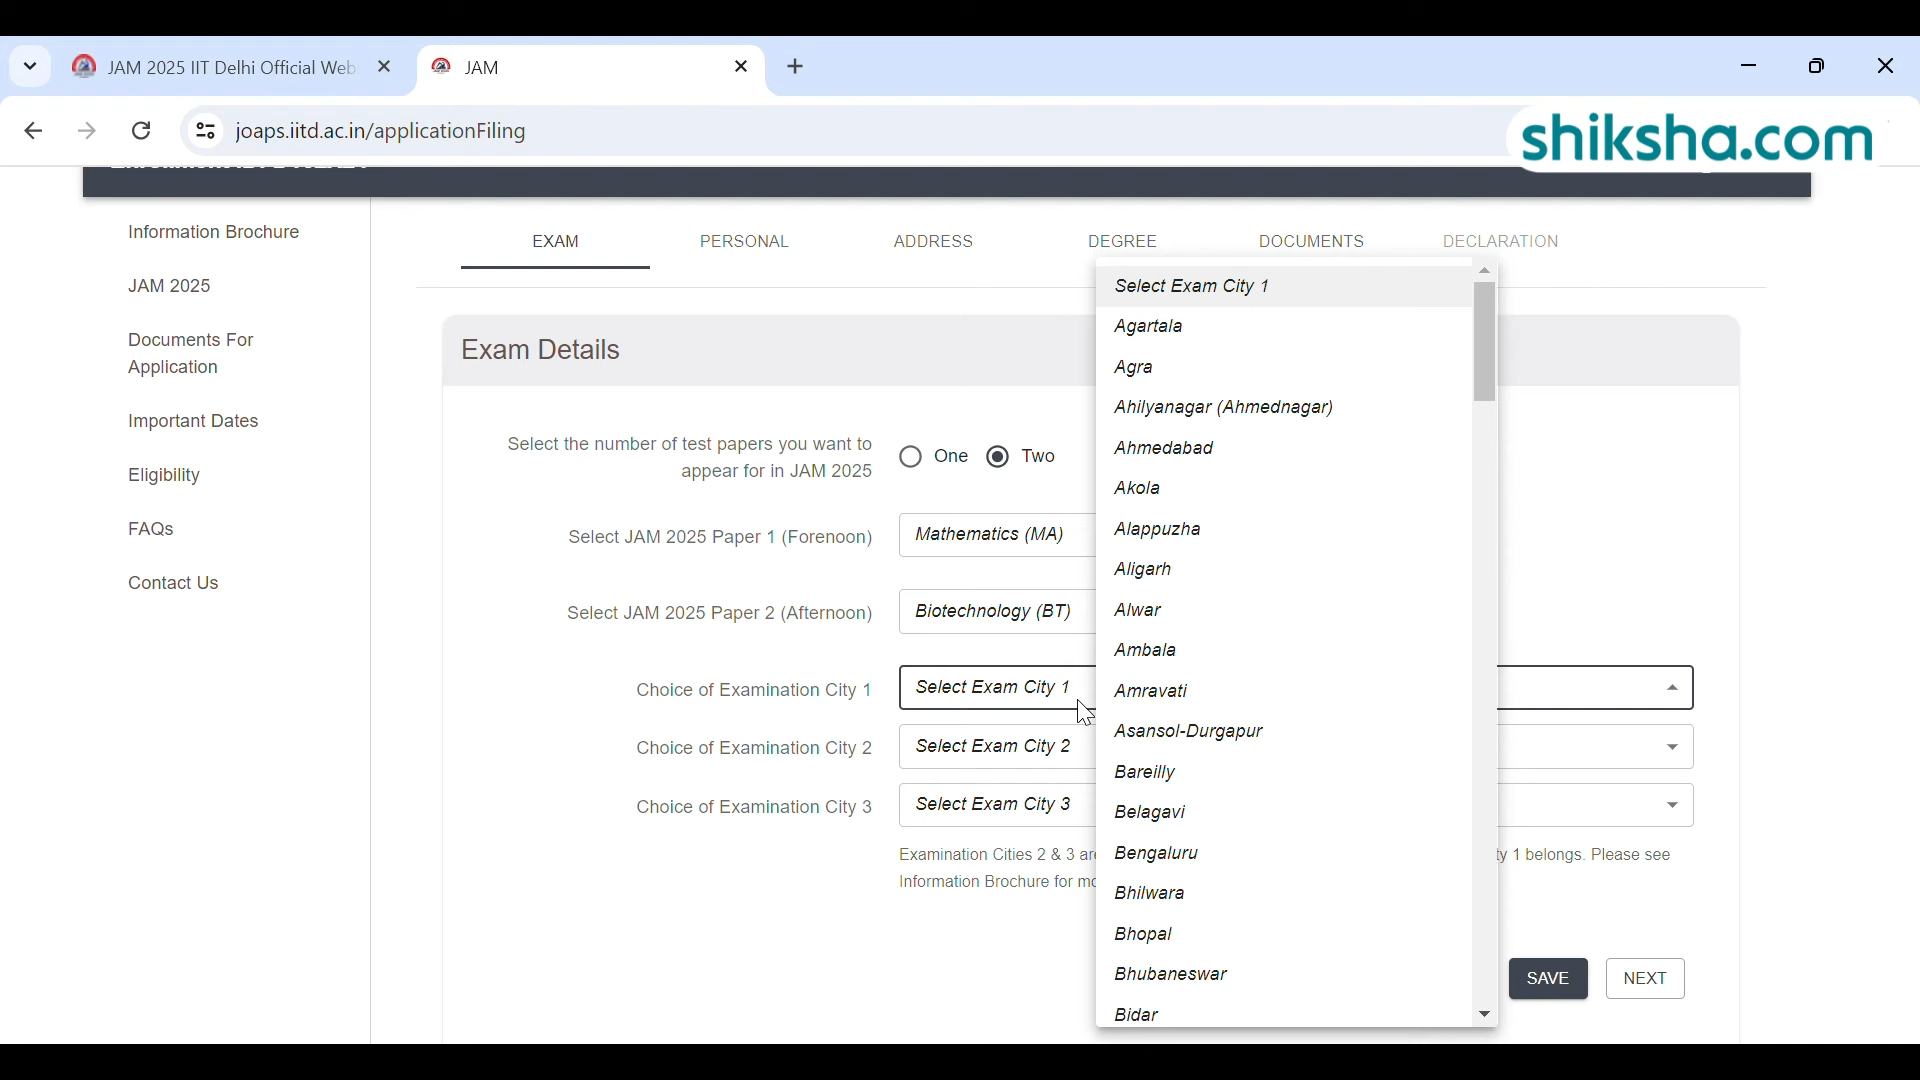 JAM 2025 IIT Delhi Official Web
JAM
joaps.iitd.ac.in/applicationFiling
shiksha.com
Information Brochure
JAM 2025
Documents For
Application
Important Dates
Eligibility
FAQs
Contact Us
EXAM PERSONAL ADDRESS DEGREE DOCUMENTS DECLARATION
Exam Details
Select the number of test papers you want to
appear for in JAM 2025
One Two
Select JAM 2025 Paper 1 (Forenoon)
Mathematics (MA)
Select JAM 2025 Paper 2 (Afternoon)
Biotechnology (BT)
Choice of Examination City 1
Select Exam City 1
Choice of Examination City 2
Select Exam City 2
Choice of Examination City 3
Select Exam City 3
Examination Cities 2 & 3 1 belongs. Please see
Information Brochure for
Select Exam City 1
Agartala
Agra
Ahilyanagar (Ahmednagar)
Ahmedabad
Akola
Alappuzha
Aligarh
Alwar
Ambala
Amravati
Asansol-Durgapur
Bareilly
Belagavi
Bengaluru
Bhilwara
Bhopal
Bhubaneswar
Bidar
SAVE NEXT